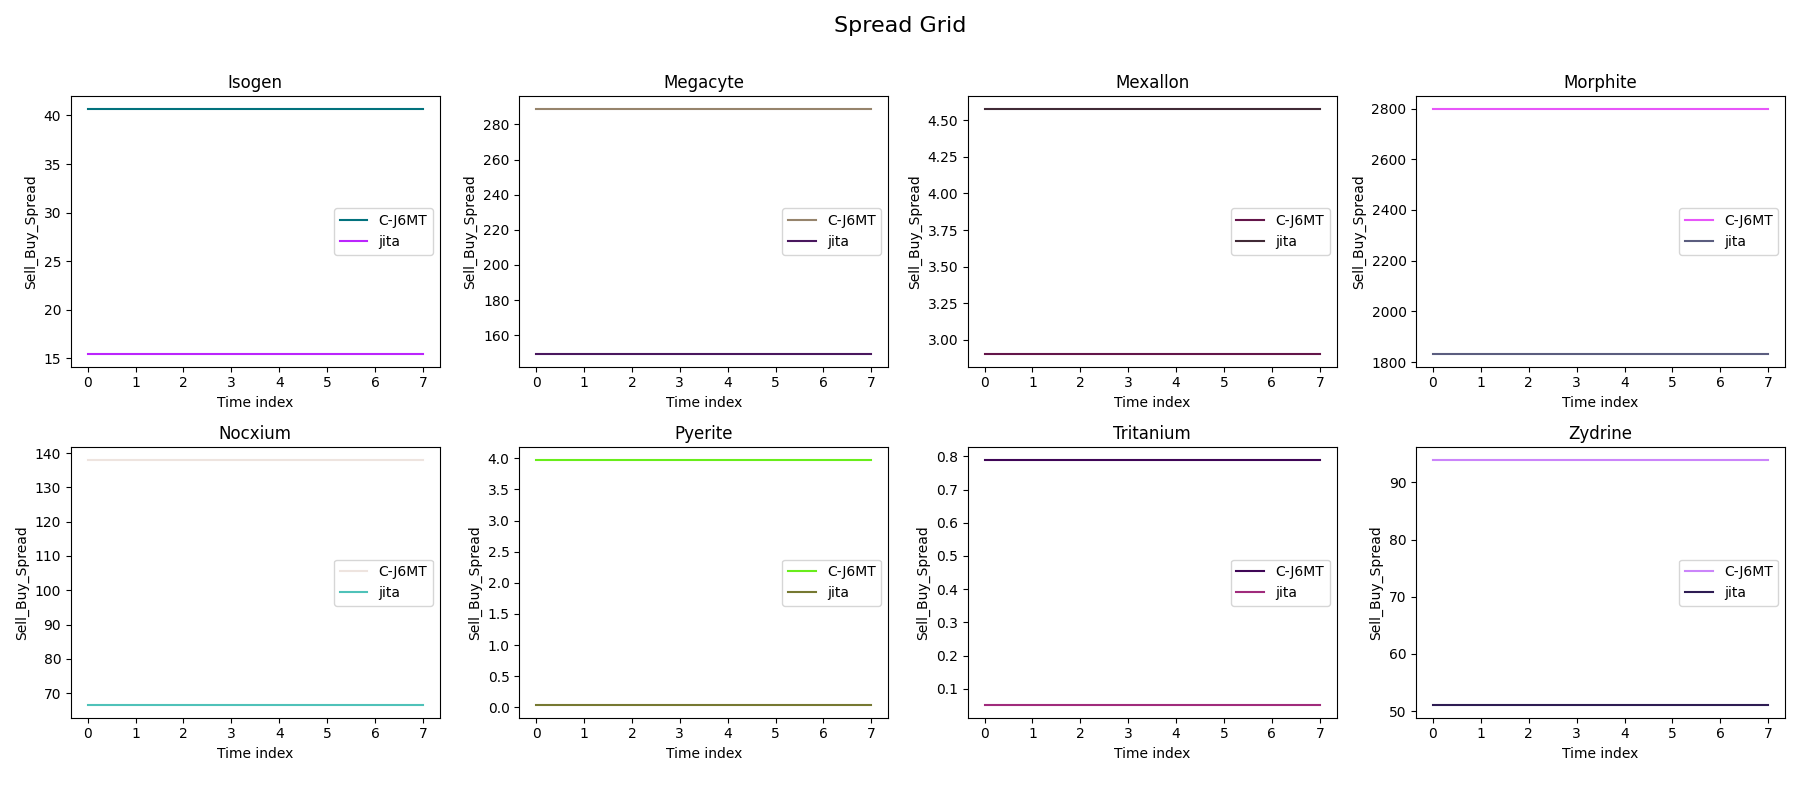 Spread Grid
Isogen
Sell_Buy_Spread
40
35
30
25
20
15
C-J6MT
jita
0 1 2 3 4 5 6 7
Time index
Megacyte
Sell_Buy_Spread
280
260
240
220
200
180
160
C-J6MT
jita
0 1 2 3 4 5 6 7
Time index
Mexallon
Sell_Buy_Spread
4.50
4.25
4.00
3.75
3.50
3.25
3.00
C-J6MT
jita
0 1 2 3 4 5 6 7
Time index
Morphite
Sell_Buy_Spread
2800
2600
2400
2200
2000
1800
C-J6MT
jita
0 1 2 3 4 5 6 7
Time index
Nocxium
Sell_Buy_Spread
140
130
120
110
100
90
80
70
C-J6MT
jita
0 1 2 3 4 5 6 7
Time index
Pyerite
Sell_Buy_Spread
4.0
3.5
3.0
2.5
2.0
1.5
1.0
0.5
0.0
C-J6MT
jita
0 1 2 3 4 5 6 7
Time index
Tritanium
Sell_Buy_Spread
0.8
0.7
0.6
0.5
0.4
0.3
0.2
0.1
C-J6MT
jita
0 1 2 3 4 5 6 7
Time index
Zydrine
Sell_Buy_Spread
90
80
70
60
50
C-J6MT
jita
0 1 2 3 4 5 6 7
Time index